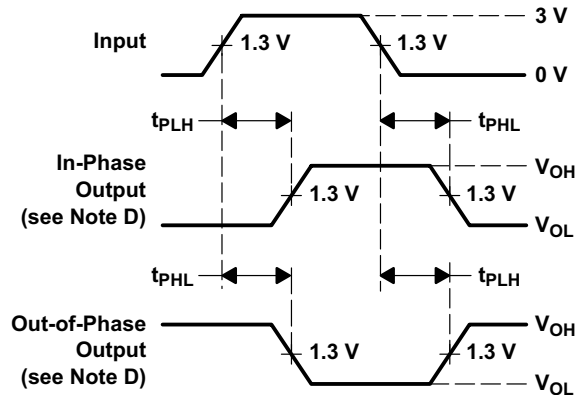 3 V
Input
1.3 V
1.3 V
0 V
tPLH
tPHL
In-Phase
Output
(see Note D)
VOH
1.3 V
1.3 V
VOL
tPHL
tPLH
Out-of-Phase
Output
(see Note D)
VOH
1.3 V
1.3 V
VOL